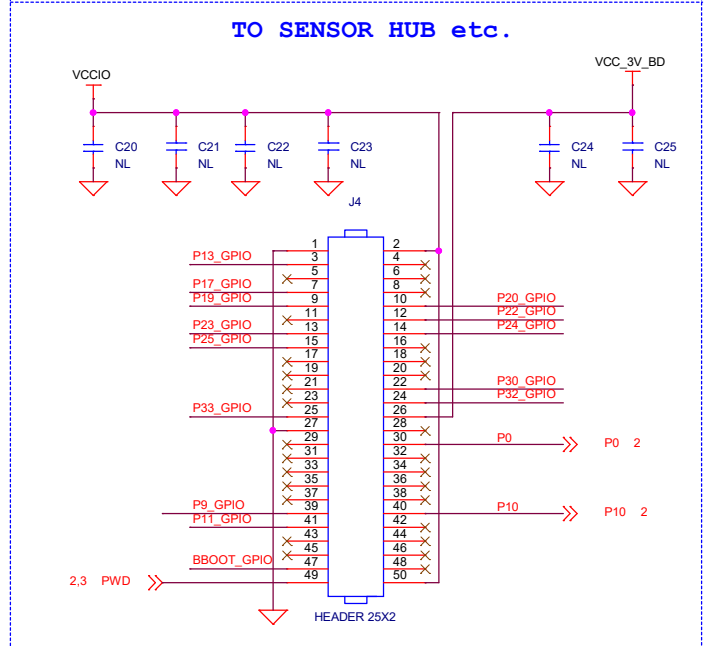 TO SENSOR HUB etc.
VCCIO
VCC_3V_BD
C20
NL
C21
NL
C22
NL
C23
NL
C24
NL
C25
NL
J4
1 2
P13_GPIO 3 4
5 6
P17_GPIO 7 8
P19_GPIO 9 10 P20_GPIO
11 12 P22_GPIO
P23_GPIO 13 14 P24_GPIO
P25_GPIO 15 16
17 18
19 20
21 22 P30_GPIO
23 24 P32_GPIO
P33_GPIO 25 26
27 28
29 30 P0 P0 2
31 32
33 34
35 36
37 38
P9_GPIO 39 40 P10 P10 2
P11_GPIO 41 42
43 44
45 46
BBOOT_GPIO 47 48
2,3 PWD 49 50
HEADER 25X2